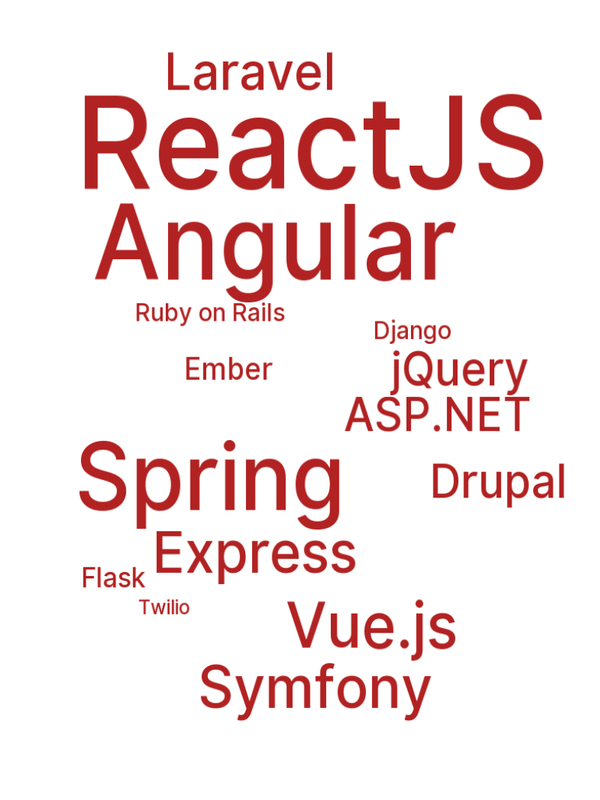 Laravel
ReactJS
Angular
Ruby on Rails
Django
Ember
jQuery
ASP.NET
Spring
Drupal
Express
Flask
Twilio
Vue.js
Symfony